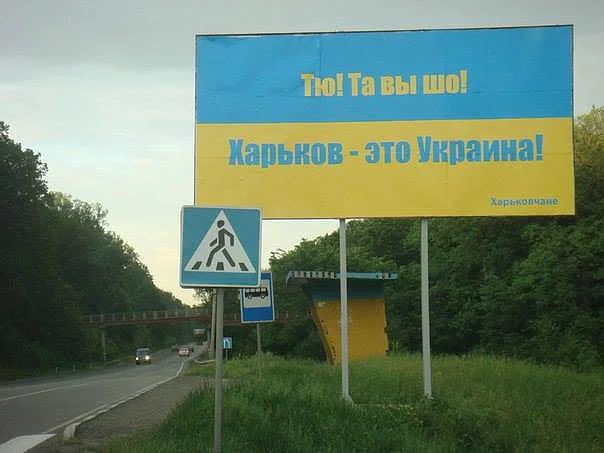 Тю! Та вы шо!
Харьков - это Украина!
Харьковчане